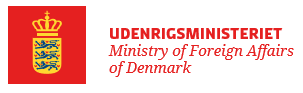 UDENRIGSMINISTERIET
Ministry of Foreign Affairs
of Denmark